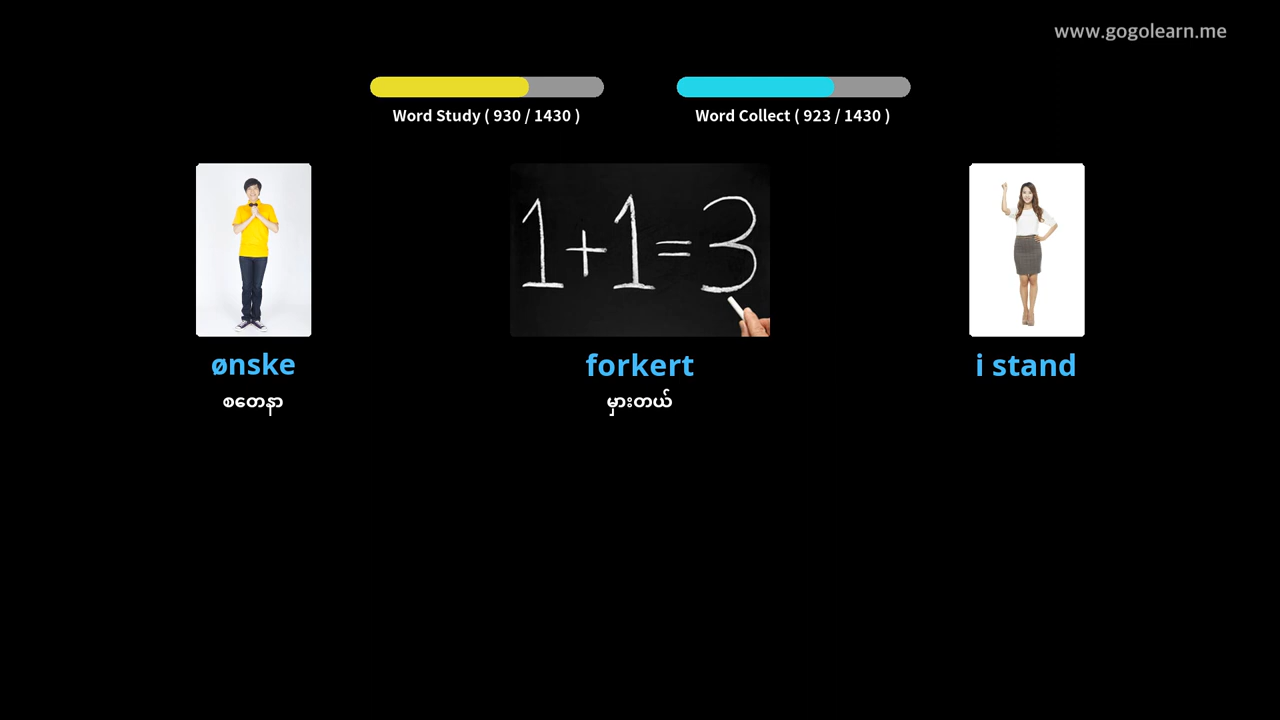 www.gogolearn.me
Word Study ( 930 / 1430 )
Word Collect ( 923 / 1430 )
1+1=3
ønske
forkert
i stand
စတေနာ
မှားတယ်